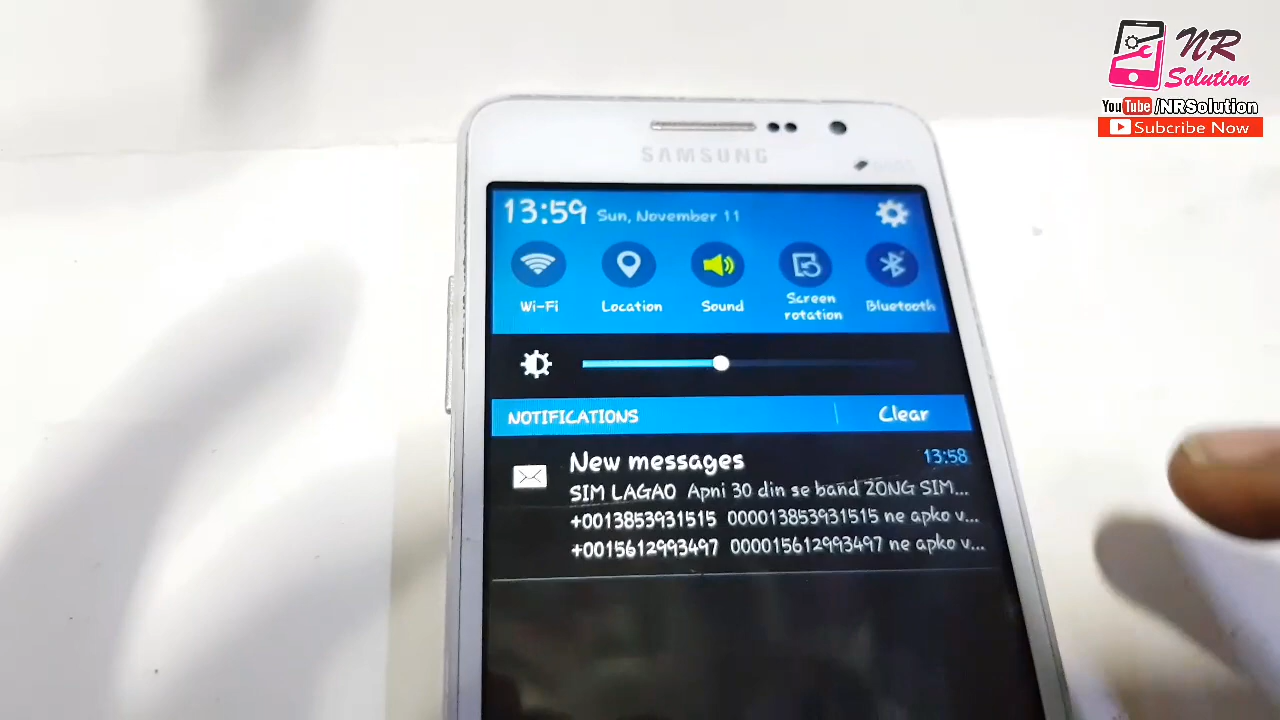 NR
Solution
YouTube/NRSolution
Subcribe Now
SAMSUNG
13:59 Sun, November 11
Wi-Fi
Location
Sound
Screen
rotation
Bluetooth
NOTIFICATIONS
Clear
New messages 13:58
SIM LAGAO Apni 30 din se band ZONG SIM...
+0013853931515 000013853931515 ne apko v...
+0015612993497 000015612993497 ne apko v...